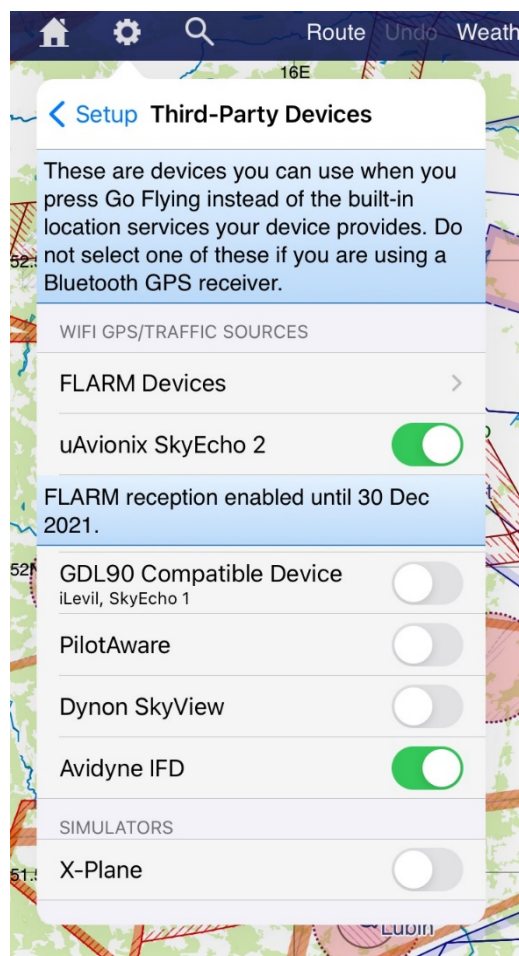 Route Undo Weath
16E
Setup Third-Party Devices
These are devices you can use when you
press Go Flying instead of the built-in
location services your device provides. Do
not select one of these if you are using a
Bluetooth GPS receiver.
WIFI GPS/TRAFFIC SOURCES
FLARM Devices
uAvionix SkyEcho 2
FLARM reception enabled until 30 Dec
2021.
GDL90 Compatible Device
iLevil, SkyEcho 1
PilotAware
Dynon SkyView
Avidyne IFD
SIMULATORS
X-Plane
Lubin